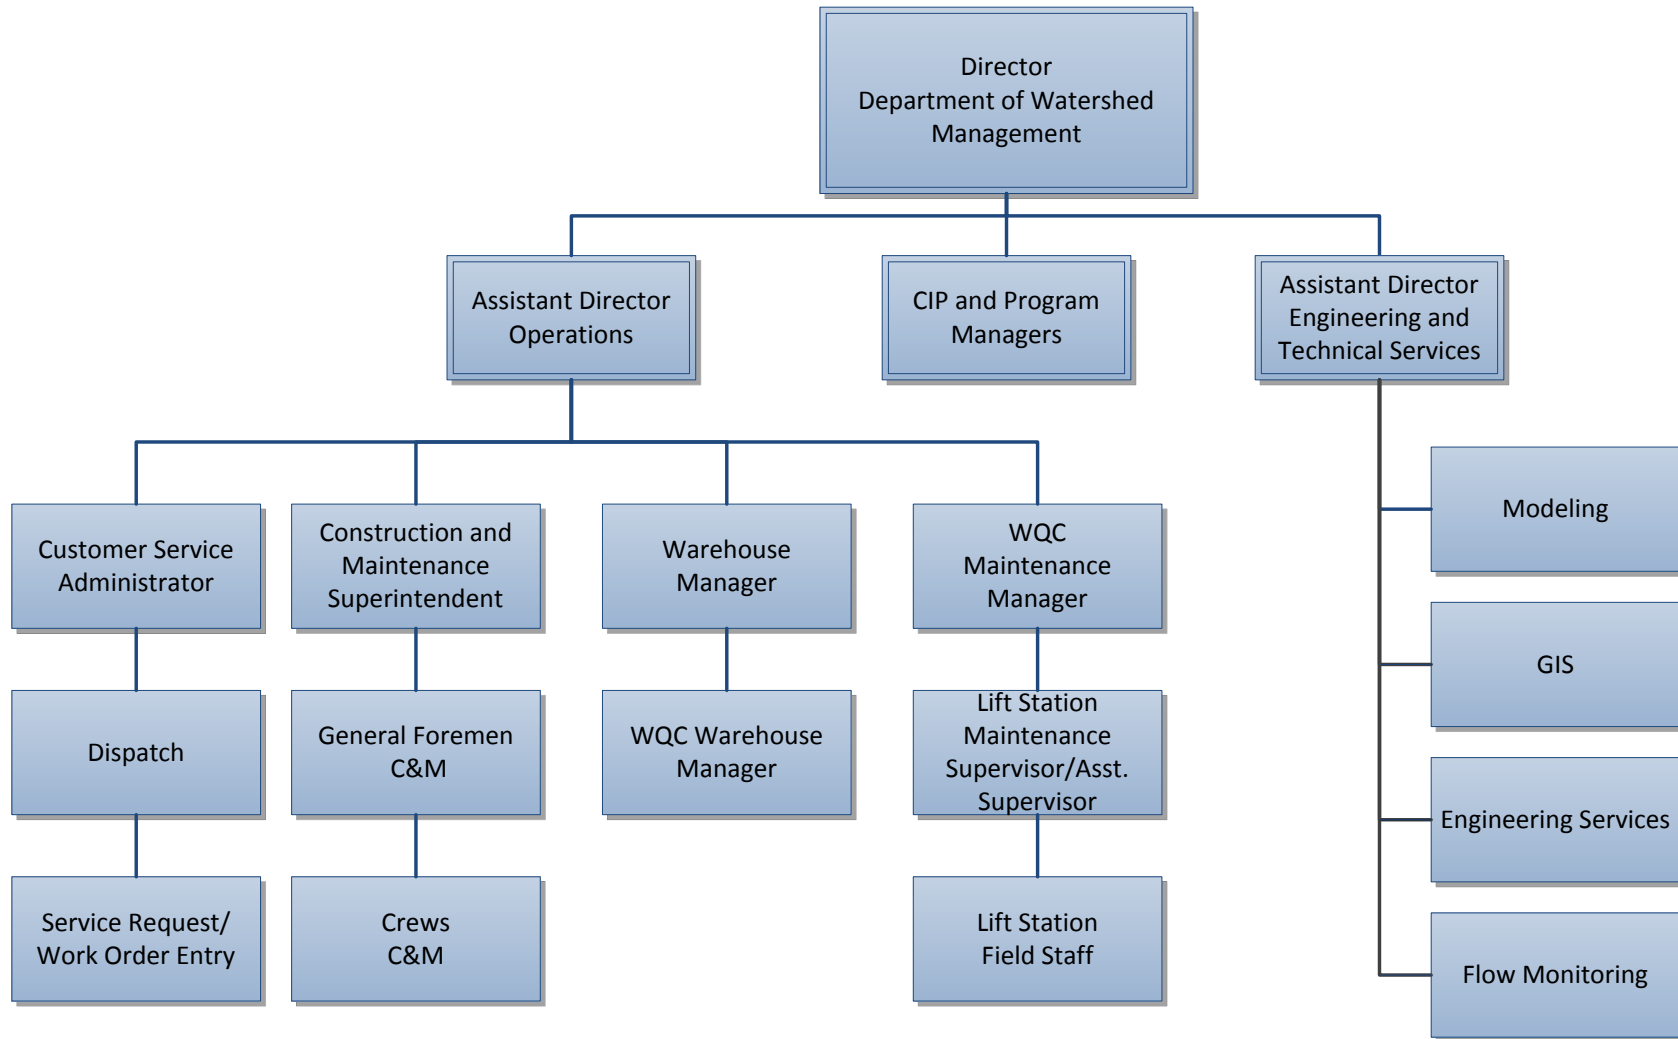 Director
Department of Watershed
Management
Assistant Director
Operations
CIP and Program
Managers
Assistant Director
Engineering and
Technical Services
Customer Service
Administrator
Construction and
Maintenance
Superintendent
Warehouse
Manager
WQC
Maintenance
Manager
Modeling
GIS
Dispatch
General Foremen
C&M
WQC Warehouse
Manager
Lift Station
Maintenance
Supervisor/Asst.
Supervisor
Engineering Services
Service Request/
Work Order Entry
Crews
C&M
Lift Station
Field Staff
Flow Monitoring